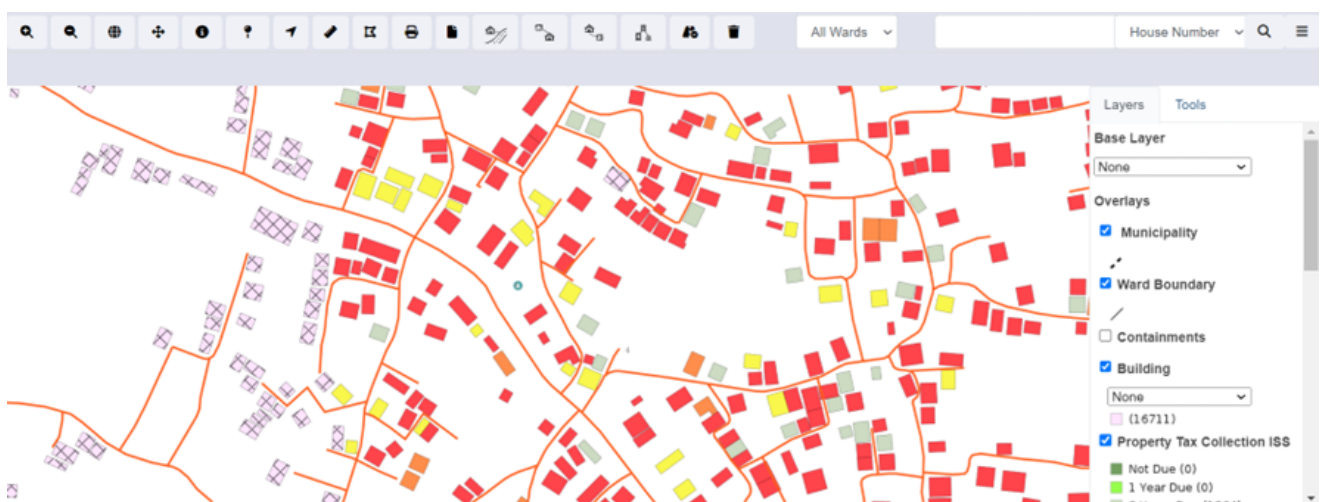 All Wards
House Number
Layers
Tools
Base Layer
None
Overlays
Municipality
Ward Boundary
Containments
Building
None
(16711)
Property Tax Collection ISS
Not Due (0)
1 Year Due (0)